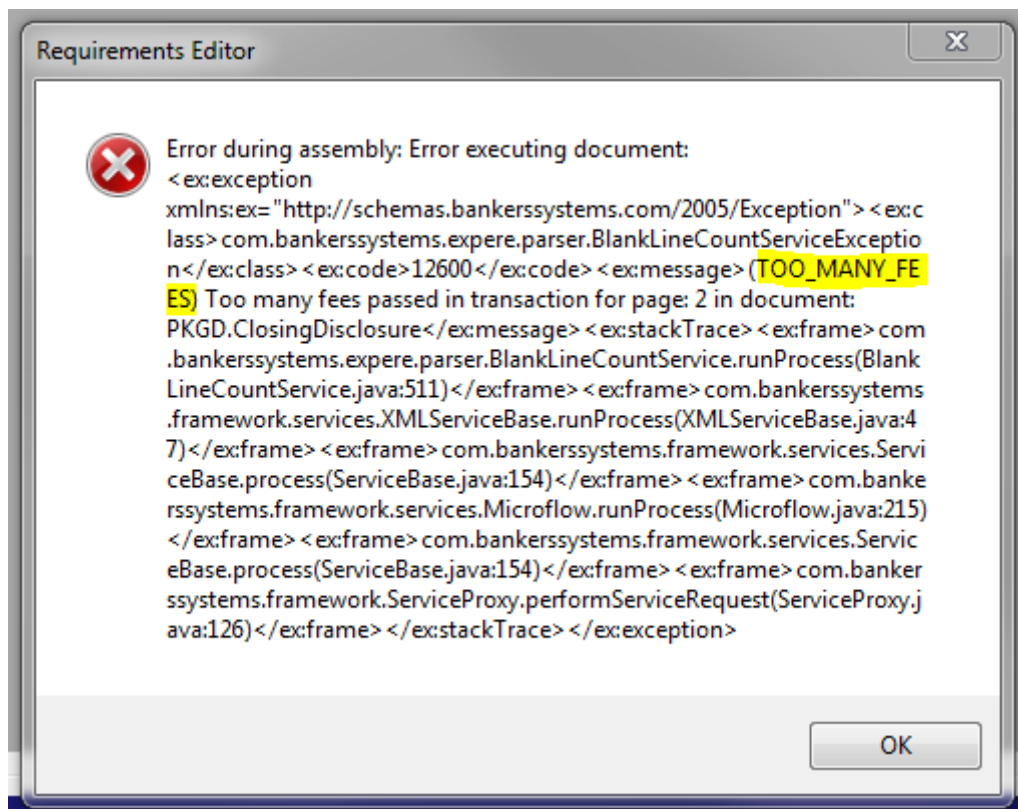 Requirements Editor
Error during assembly: Error executing document:
<ex:exception
xmlns:ex="http://schemas.bankerssystems.com/2005/Exception"><ex:c
lass>com.bankerssystems.expere.parser.BlankLineCountServiceExceptio
n</ex:class><ex:code>12600</ex:code><ex:message>(TOO_MANY_FE
ES) Too many fees passed in transaction for page: 2 in document:
PKGD.ClosingDisclosure</ex:message><ex:stackTrace><ex:frame>com
.bankerssystems.expere.parser.BlankLineCountService.runProcess(Blank
LineCountService.java:511)</ex:frame><ex:frame>com.bankerssystems
.framework.services.XMLServiceBase.runProcess(XMLServiceBase.java:4
7)</ex:frame><ex:frame>com.bankerssystems.framework.services.Servi
ceBase.process(ServiceBase.java:154)</ex:frame><ex:frame>com.banke
rssystems.framework.services.Microflow.runProcess(Microflow.java:215)
</ex:frame><ex:frame>com.bankerssystems.framework.services.Servic
eBase.process(ServiceBase.java:154)</ex:frame><ex:frame>com.banker
ssystems.framework.ServiceProxy.performServiceRequest(ServiceProxy.j
ava:126)</ex:frame></ex:stackTrace></ex:exception>
OK